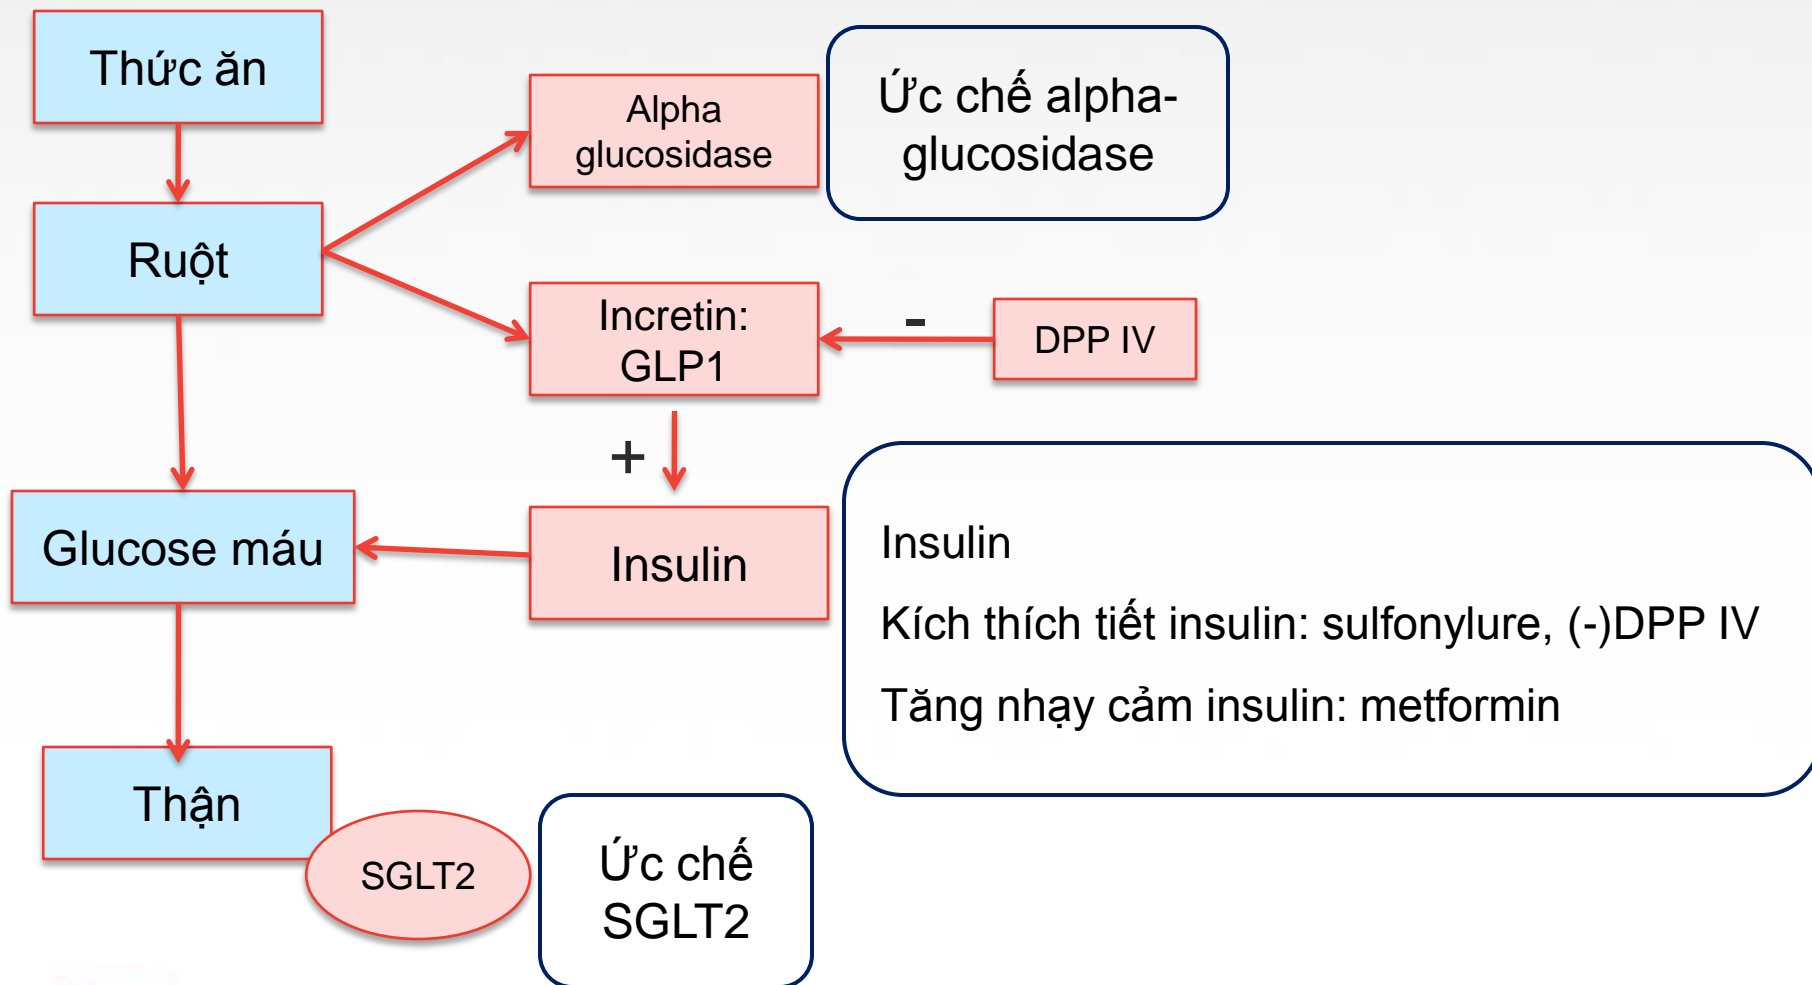 Thức ăn
Alpha
glucosidase
Ức chế alpha-
glucosidase
Ruột
Incretin:
GLP1
-
DPP IV
+
Glucose máu
Insulin
Insulin
Kích thích tiết insulin: sulfonylure, (-)DPP IV
Tăng nhạy cảm insulin: metformin
Thận
SGLT2
Ức chế
SGLT2